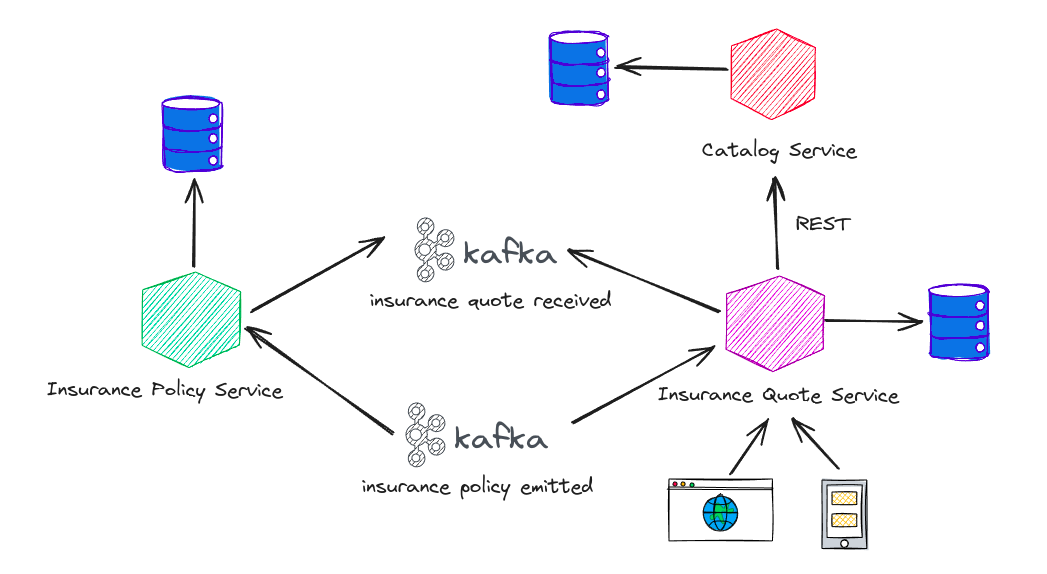 Catalog Service
REST
kafka
insurance quote received
Insurance Policy Service
Insurance Quote Service
kafka
insurance policy emitted